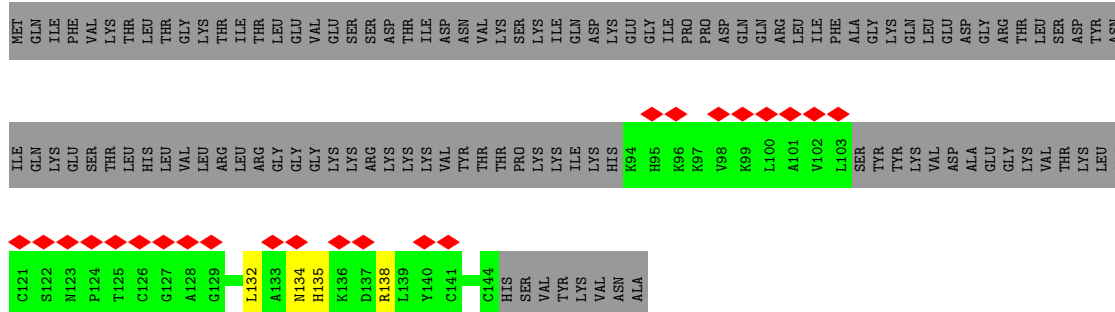 MET GLN ILE PHE VAL LYS THR LEU THR GLY LYS THR ILE THR LEU GLU VAL GLU SER SER ASP THR ILE ASP ASN VAL LYS SER LYS ILE GLN ASP LYS GLU GLY ILE PRO PRO ASP GLN GLN ARG LEU ILE PHE ALA GLY LYS GLN LEU GLU ASP GLY ARG THR LEU SER ASP TYR ASN
ILE GLN LYS GLU SER THR LEU HIS LEU VAL LEU ARG LEU ARG GLY GLY GLY LYS LYS ARG LYS LYS LYS VAL TYR THR THR PRO LYS LYS ILE LYS HIS K94 H95 K96 K97 V98 K99 L100 A101 V102 L103 SER TYR TYR LYS VAL ASP ALA GLU GLY LYS VAL THR LYS LEU
C121 S122 N123 P124 T125 C126 G127 A128 G129 L132 A133 N134 H135 K136 D137 R138 L139 Y140 C141 C144 HIS SER VAL TYR LYS VAL ASN ALA